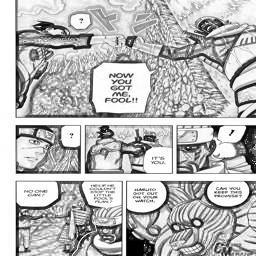 ?
NOW YOU
GOT
ME,
FOOL!!
?
IT'S YOU.
!
NO ONE
CAN?
HEH! HE
COULDN'T
STOP THE
LITTLE
FOOL'S
PLAN?
NARUTO
GOT OUT
ON YOUR
WATCH.
CAN YOU
KEEP THIS
PROMISE?